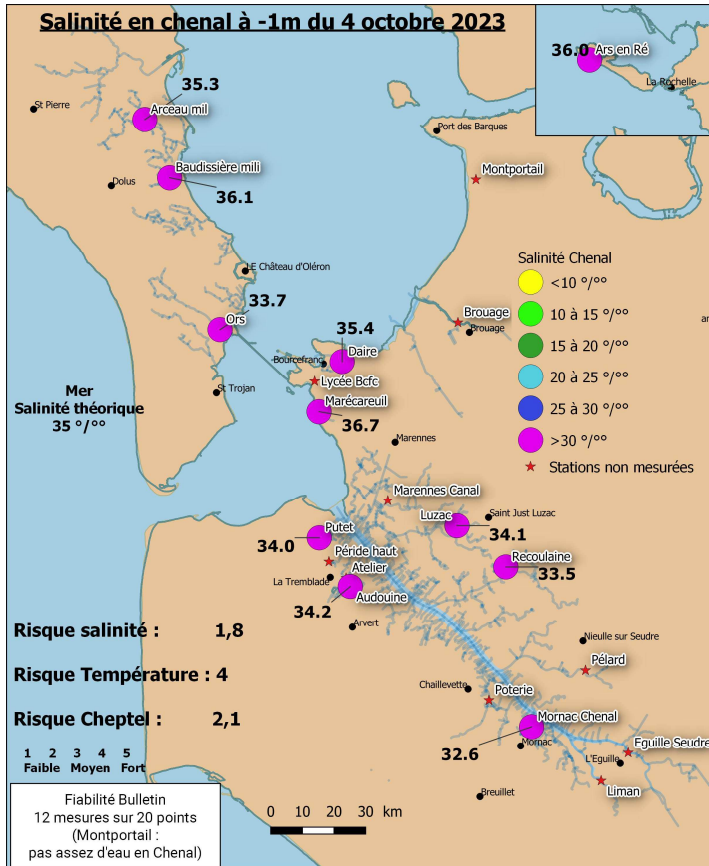 Salinité en chenal à -1m du 4 octobre 2023
36.0
Ars en Ré
La Rochelle
35.3
St Pierre
Arceau mil
Port des Barques
Baudissière mili
Montportail
Dolus
36.1
Salinité Chenal
<10 °/°°
10 à 15 °/°°
15 à 20 °/°°
20 à 25 °/°°
25 à 30 °/°°
>30 °/°°
Stations non mesurées
LE Château d'Oléron
33.7
Ors
Brouage
Brouage
ar
35.4
Daire
Bourcefranc
Lycée Bcfc
St Trojan
Marécareuil
36.7
Mer
Salinité théorique
35 °/°°
Marennes
Marennes Canal
Saint Just Luzac
Luzac
34.1
Putet
34.0
Recoulaine
33.5
Péride haut
Atelier
La Tremblade
Audouine
34.2
Arvert
Risque salinité : 1,8
Risque Température : 4
Risque Cheptel : 2,1
1 2 3 4 5
Faible Moyen Fort
Nieulle sur Seudre
Pélard
Chaillevette
Poterie
Mornac Chenal
32.6
Mornac
Eguille Seudre
L'Eguille
Liman
Breuillet
0 10 20 30 km
Fiabilité Bulletin
12 mesures sur 20 points
(Montportail :
pas assez d'eau en Chenal)